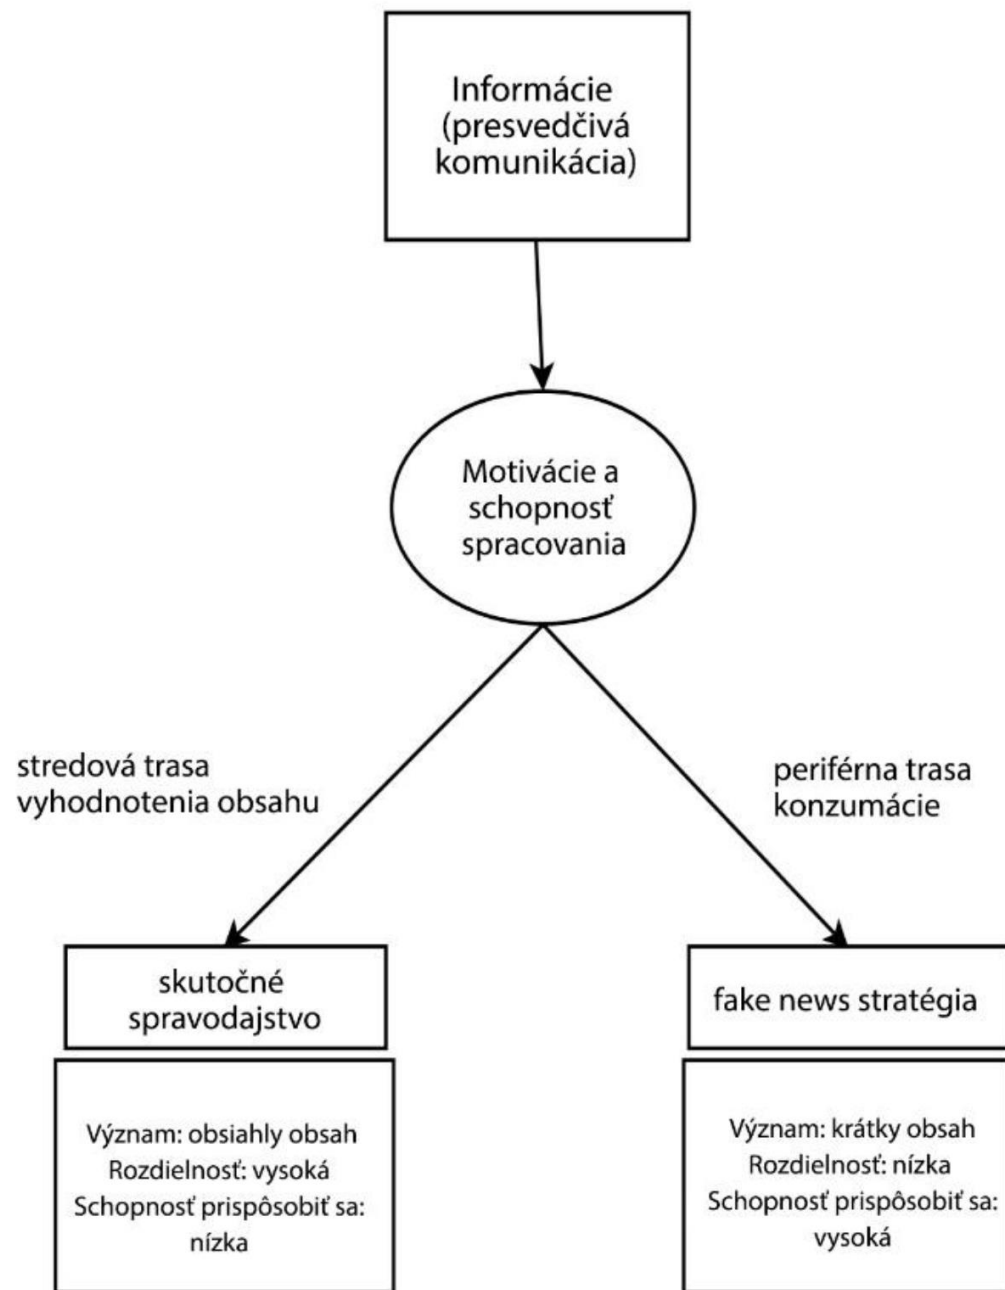 Informácie
(presvedčivá
komunikácia)
Motivácie a
schopnosť
spracovania
stredová trasa
vyhodnotenia obsahu
periférna trasa
konzumácie
skutočné
spravodajstvo
fake news stratégia
Význam: obsiahly obsah
Rozdielnosť: vysoká
Schopnosť prispôsobiť sa:
nízka
Význam: krátky obsah
Rozdielnosť: nízka
Schopnosť prispôsobiť sa:
vysoká